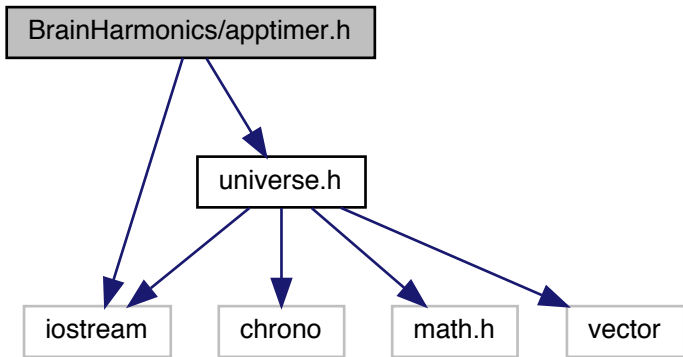 BrainHarmonics/apptimer.h
universe.h
iostream
chrono
math.h
vector